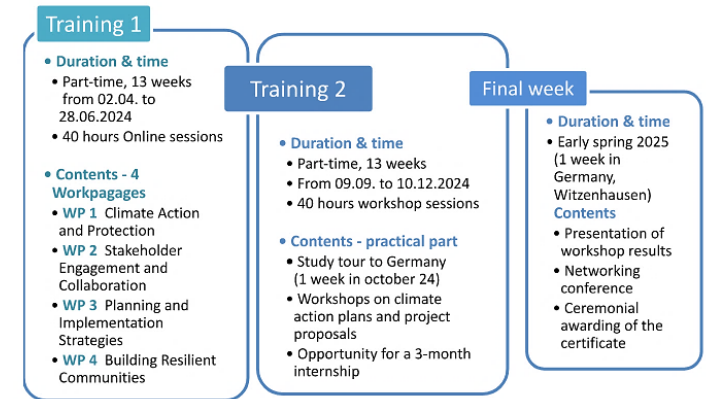 Training 1
• Duration & time
• Part-time, 13 weeks
from 02.04. to
28.06.2024
• 40 hours Online sessions
• Contents - 4
Workpagages
• WP 1 Climate Action
and Protection
• WP 2 Stakeholder
Engagement and
Collaboration
• WP 3 Planning and
Implementation
Strategies
• WP 4 Building Resilient
Communities
Training 2
• Duration & time
• Part-time, 13 weeks
• From 09.09. to 10.12.2024
• 40 hours workshop sessions
• Contents - practical part
• Study tour to Germany
(1 week in october 24)
• Workshops on climate
action plans and project
proposals
• Opportunity for a 3-month
internship
Final week
• Duration & time
• Early spring 2025
(1 week in
Germany,
Witzenhausen)
Contents
• Presentation of
workshop results
• Networking
conference
• Ceremonial
awarding of the
certificate